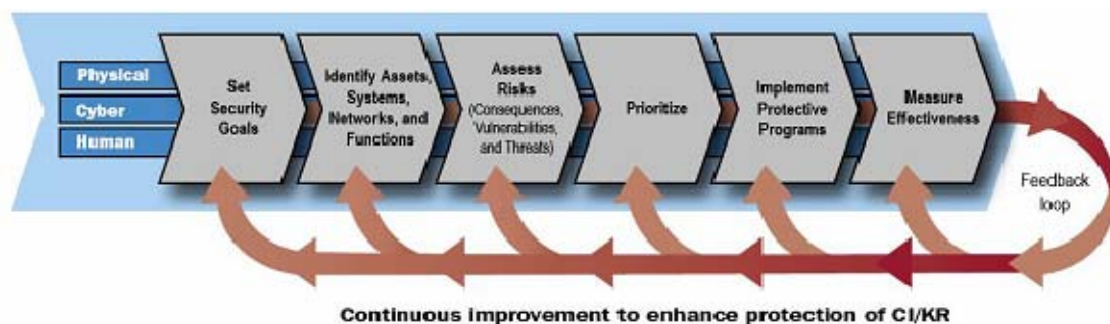 Physical
Cyber
Human
Set
Security
Goals
Identify Assets,
Systems,
Networks, and
Functions
Assess
Risks
(Consequences,
Vulnerabilities,
and Threats)
Prioritize
Implement
Protective
Programs
Measure
Effectiveness
Feedback
loop
Continuous improvement to enhance protection of CI/KR